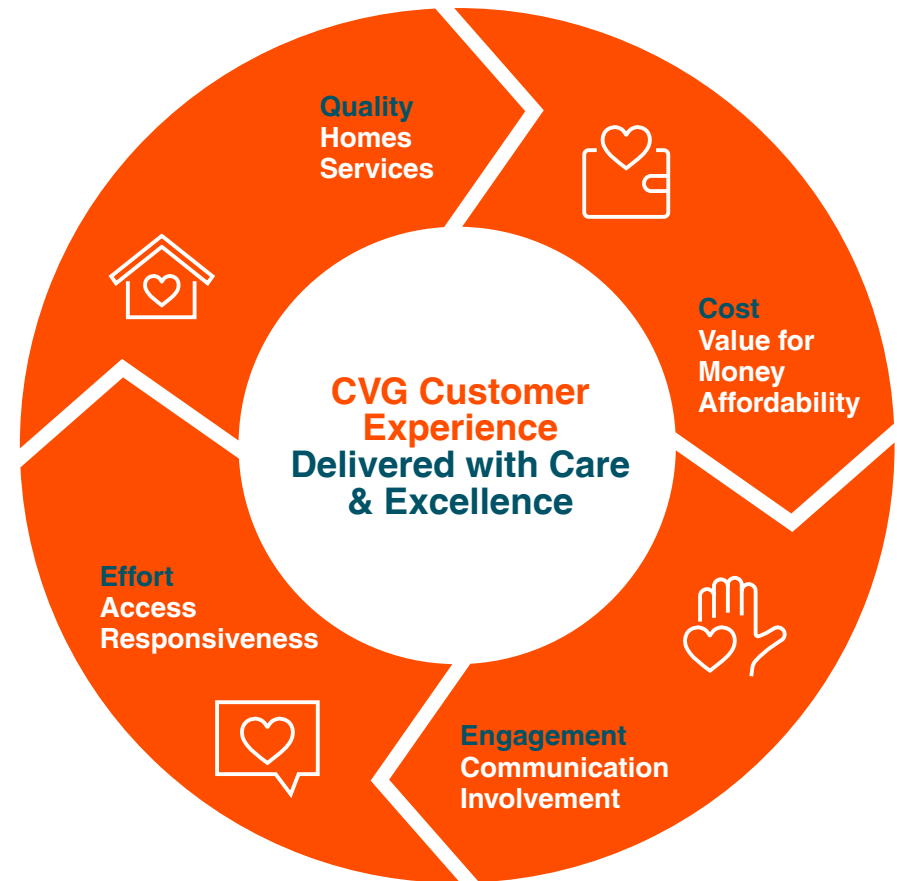 Quality
Homes
Services
Cost
Value for
Money
Affordability
CVG Customer
Experience
Delivered with Care
& Excellence
Effort
Access
Responsiveness
Engagement
Communication
Involvement